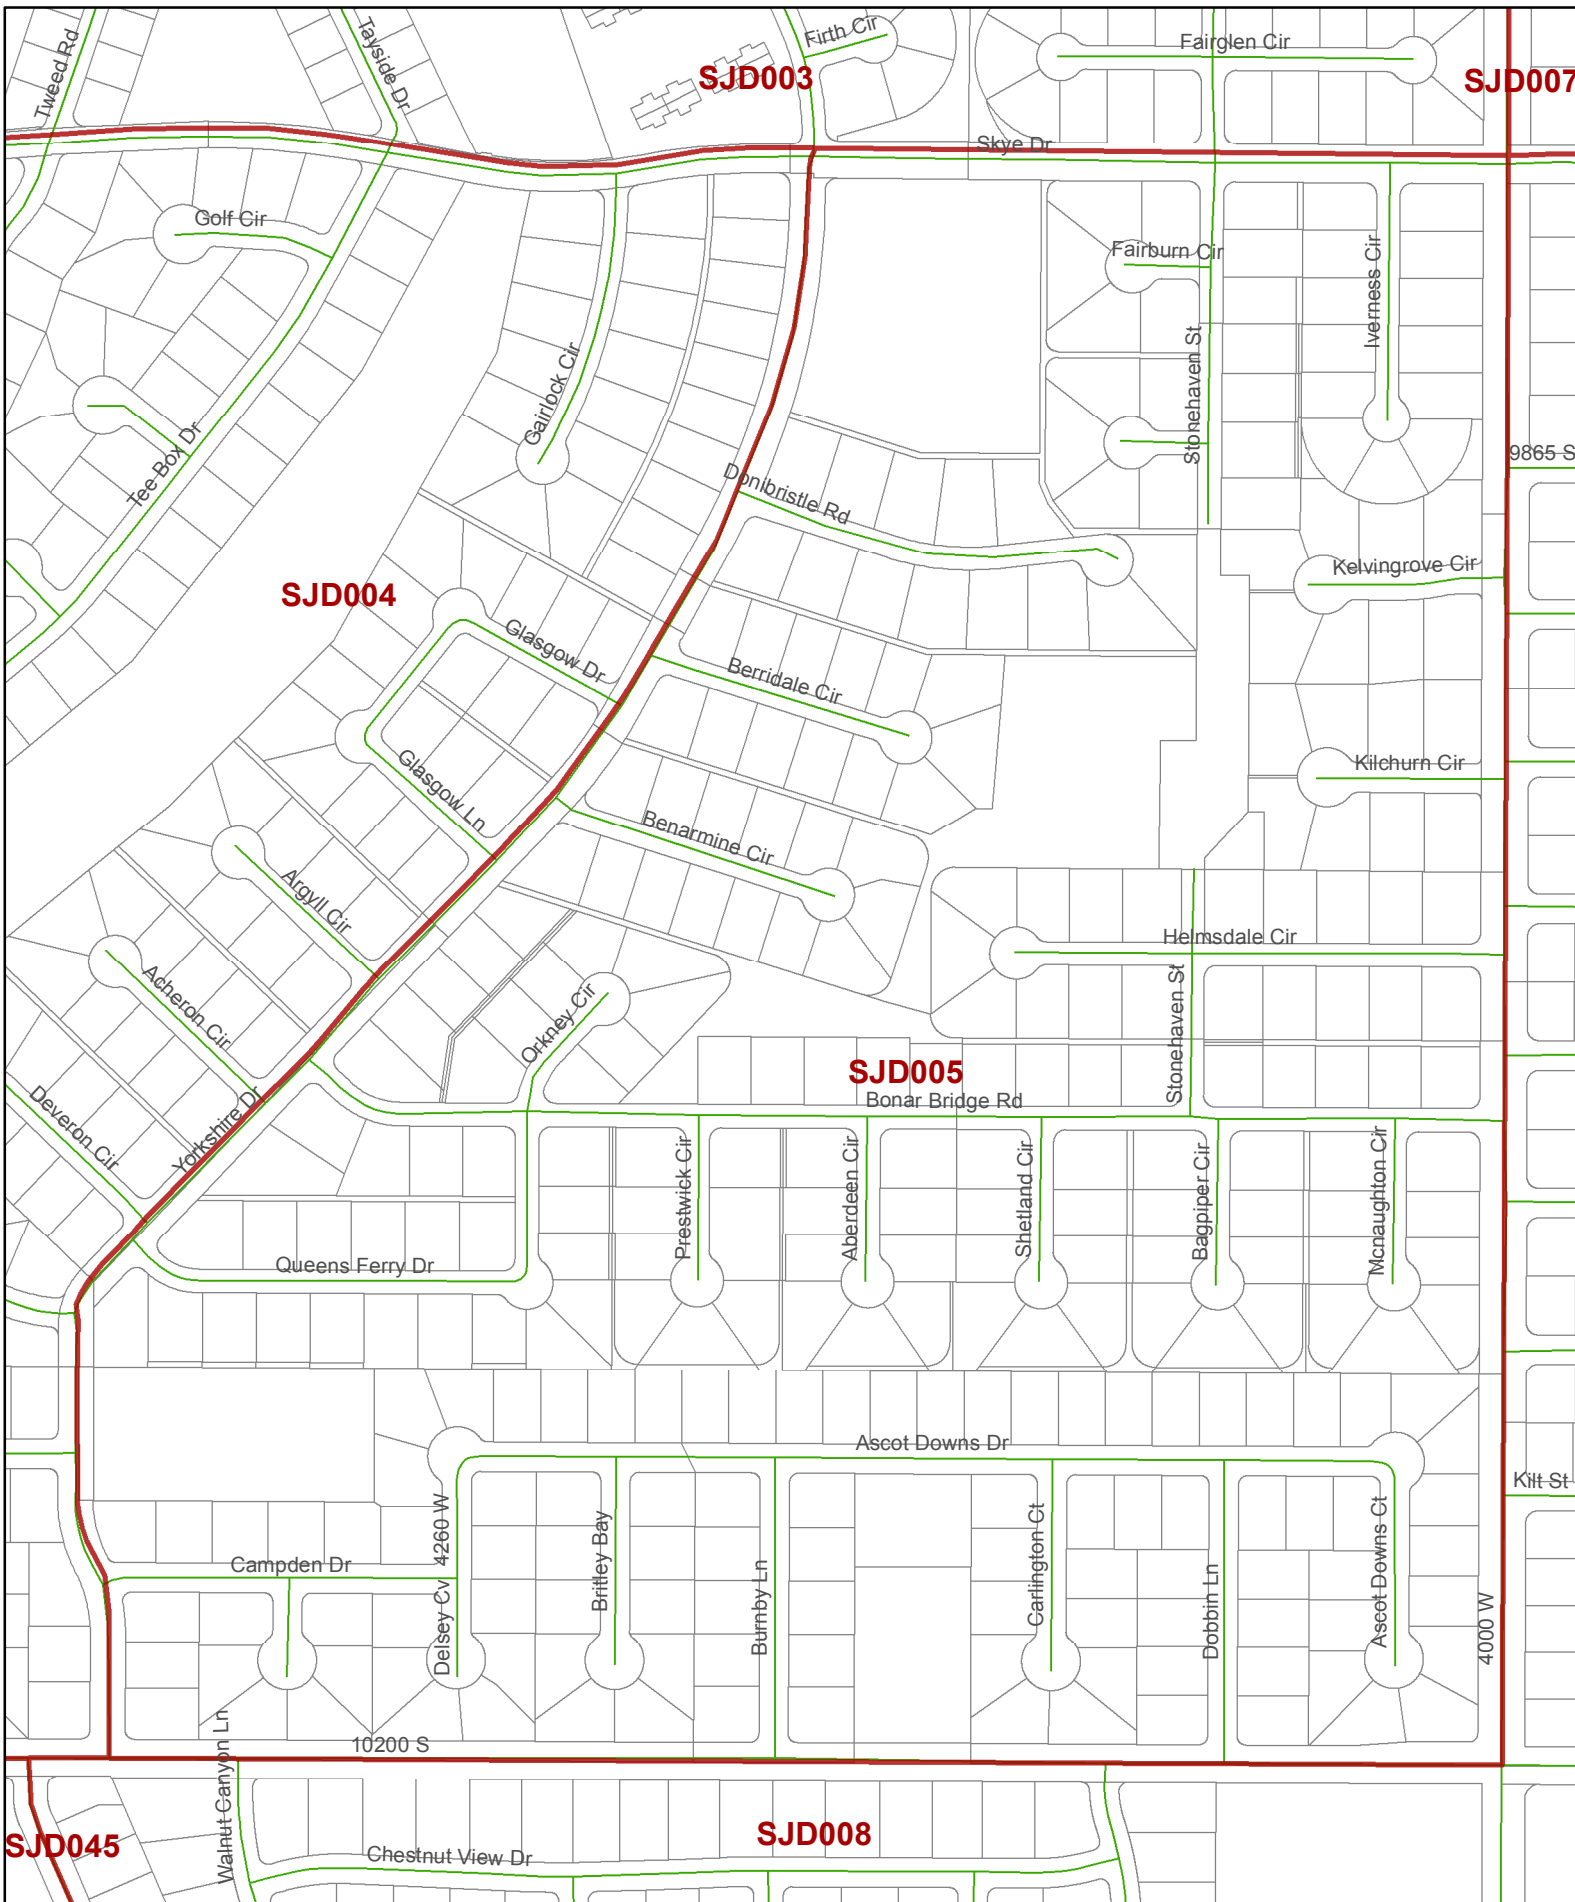 Tweed Rd
Tayside Dr
Firth Cir
Fairglen Cir
SJD003
SJD007
Skye Dr
Golf Cir
Fairburn Cir
Iverness Cir
Gairlock Cir
Stonehaven St
Tee Box Dr
9865 S
Donibristle Rd
Kelvingrove Cir
SJD004
Glasgow Dr
Berridale Cir
Glasgow Ln
Kilchurn Cir
Benarmine Cir
Argyll Cir
Helmsdale Cir
Acheron Cir
Orkney Cir
Stonehaven St
SJD005
Bonar Bridge Rd
Deveron Cir
Yorkshire Dr
Prestwick Cir
Aberdeen Cir
Shetland Cir
Bagpiper Cir
Mcnaughton Cir
Queens Ferry Dr
Ascot Downs Dr
Kilt St
4260 W
Campden Dr
Delsey Cv
Britley Bay
Burnby Ln
Carlington Ct
Dobbin Ln
Ascot Downs Ct
4000 W
10200 S
Walnut Canyon Ln
SJD045
SJD008
Chestnut View Dr